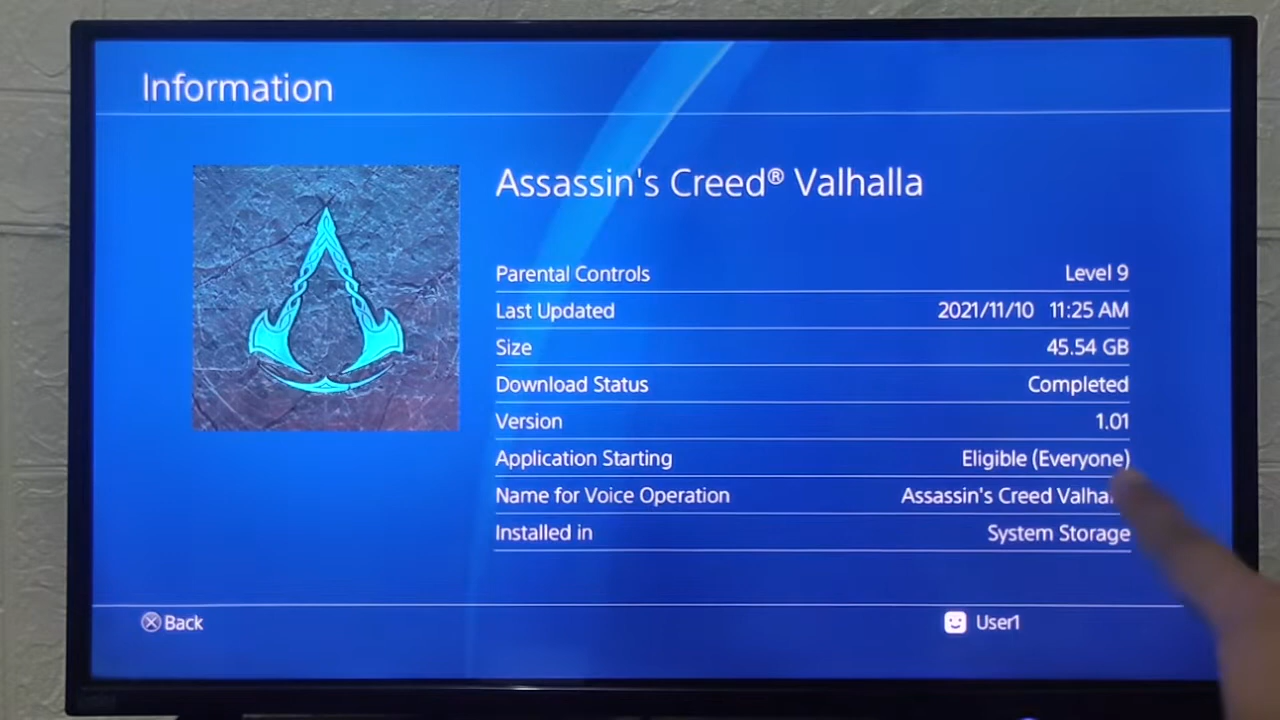 Information
Assassin's Creed® Valhalla
Parental Controls Level 9
Last Updated 2021/11/10 11:25 AM
Size 45.54 GB
Download Status Completed
Version 1.01
Application Starting Eligible (Everyone)
Name for Voice Operation Assassin's Creed
Installed in System Storage
Back User1